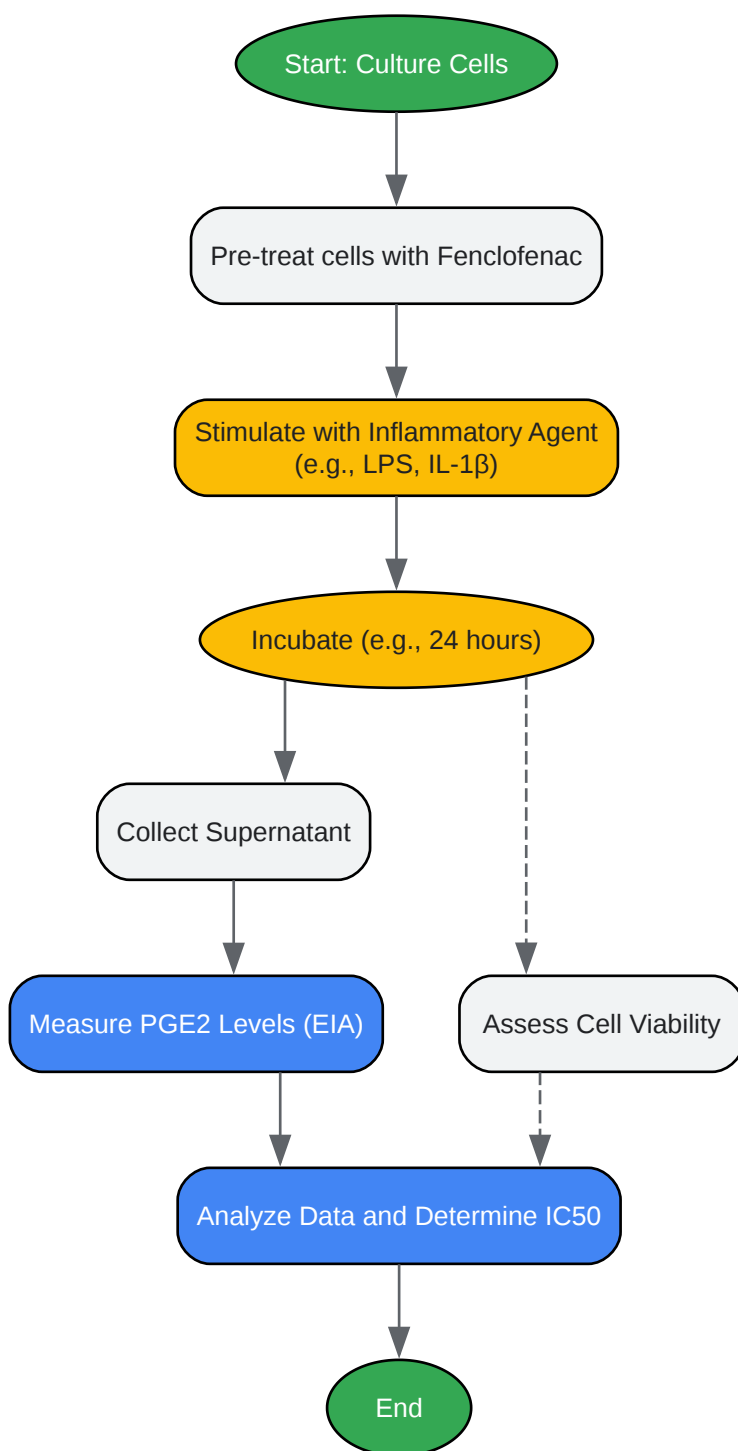 Start: Culture Cells
Pre-treat cells with Fenclofenac
Stimulate with Inflammatory Agent
(e.g., LPS, IL-1β)
Incubate (e.g., 24 hours)
Collect Supernatant
Measure PGE2 Levels (EIA)
Assess Cell Viability
Analyze Data and Determine IC50
End